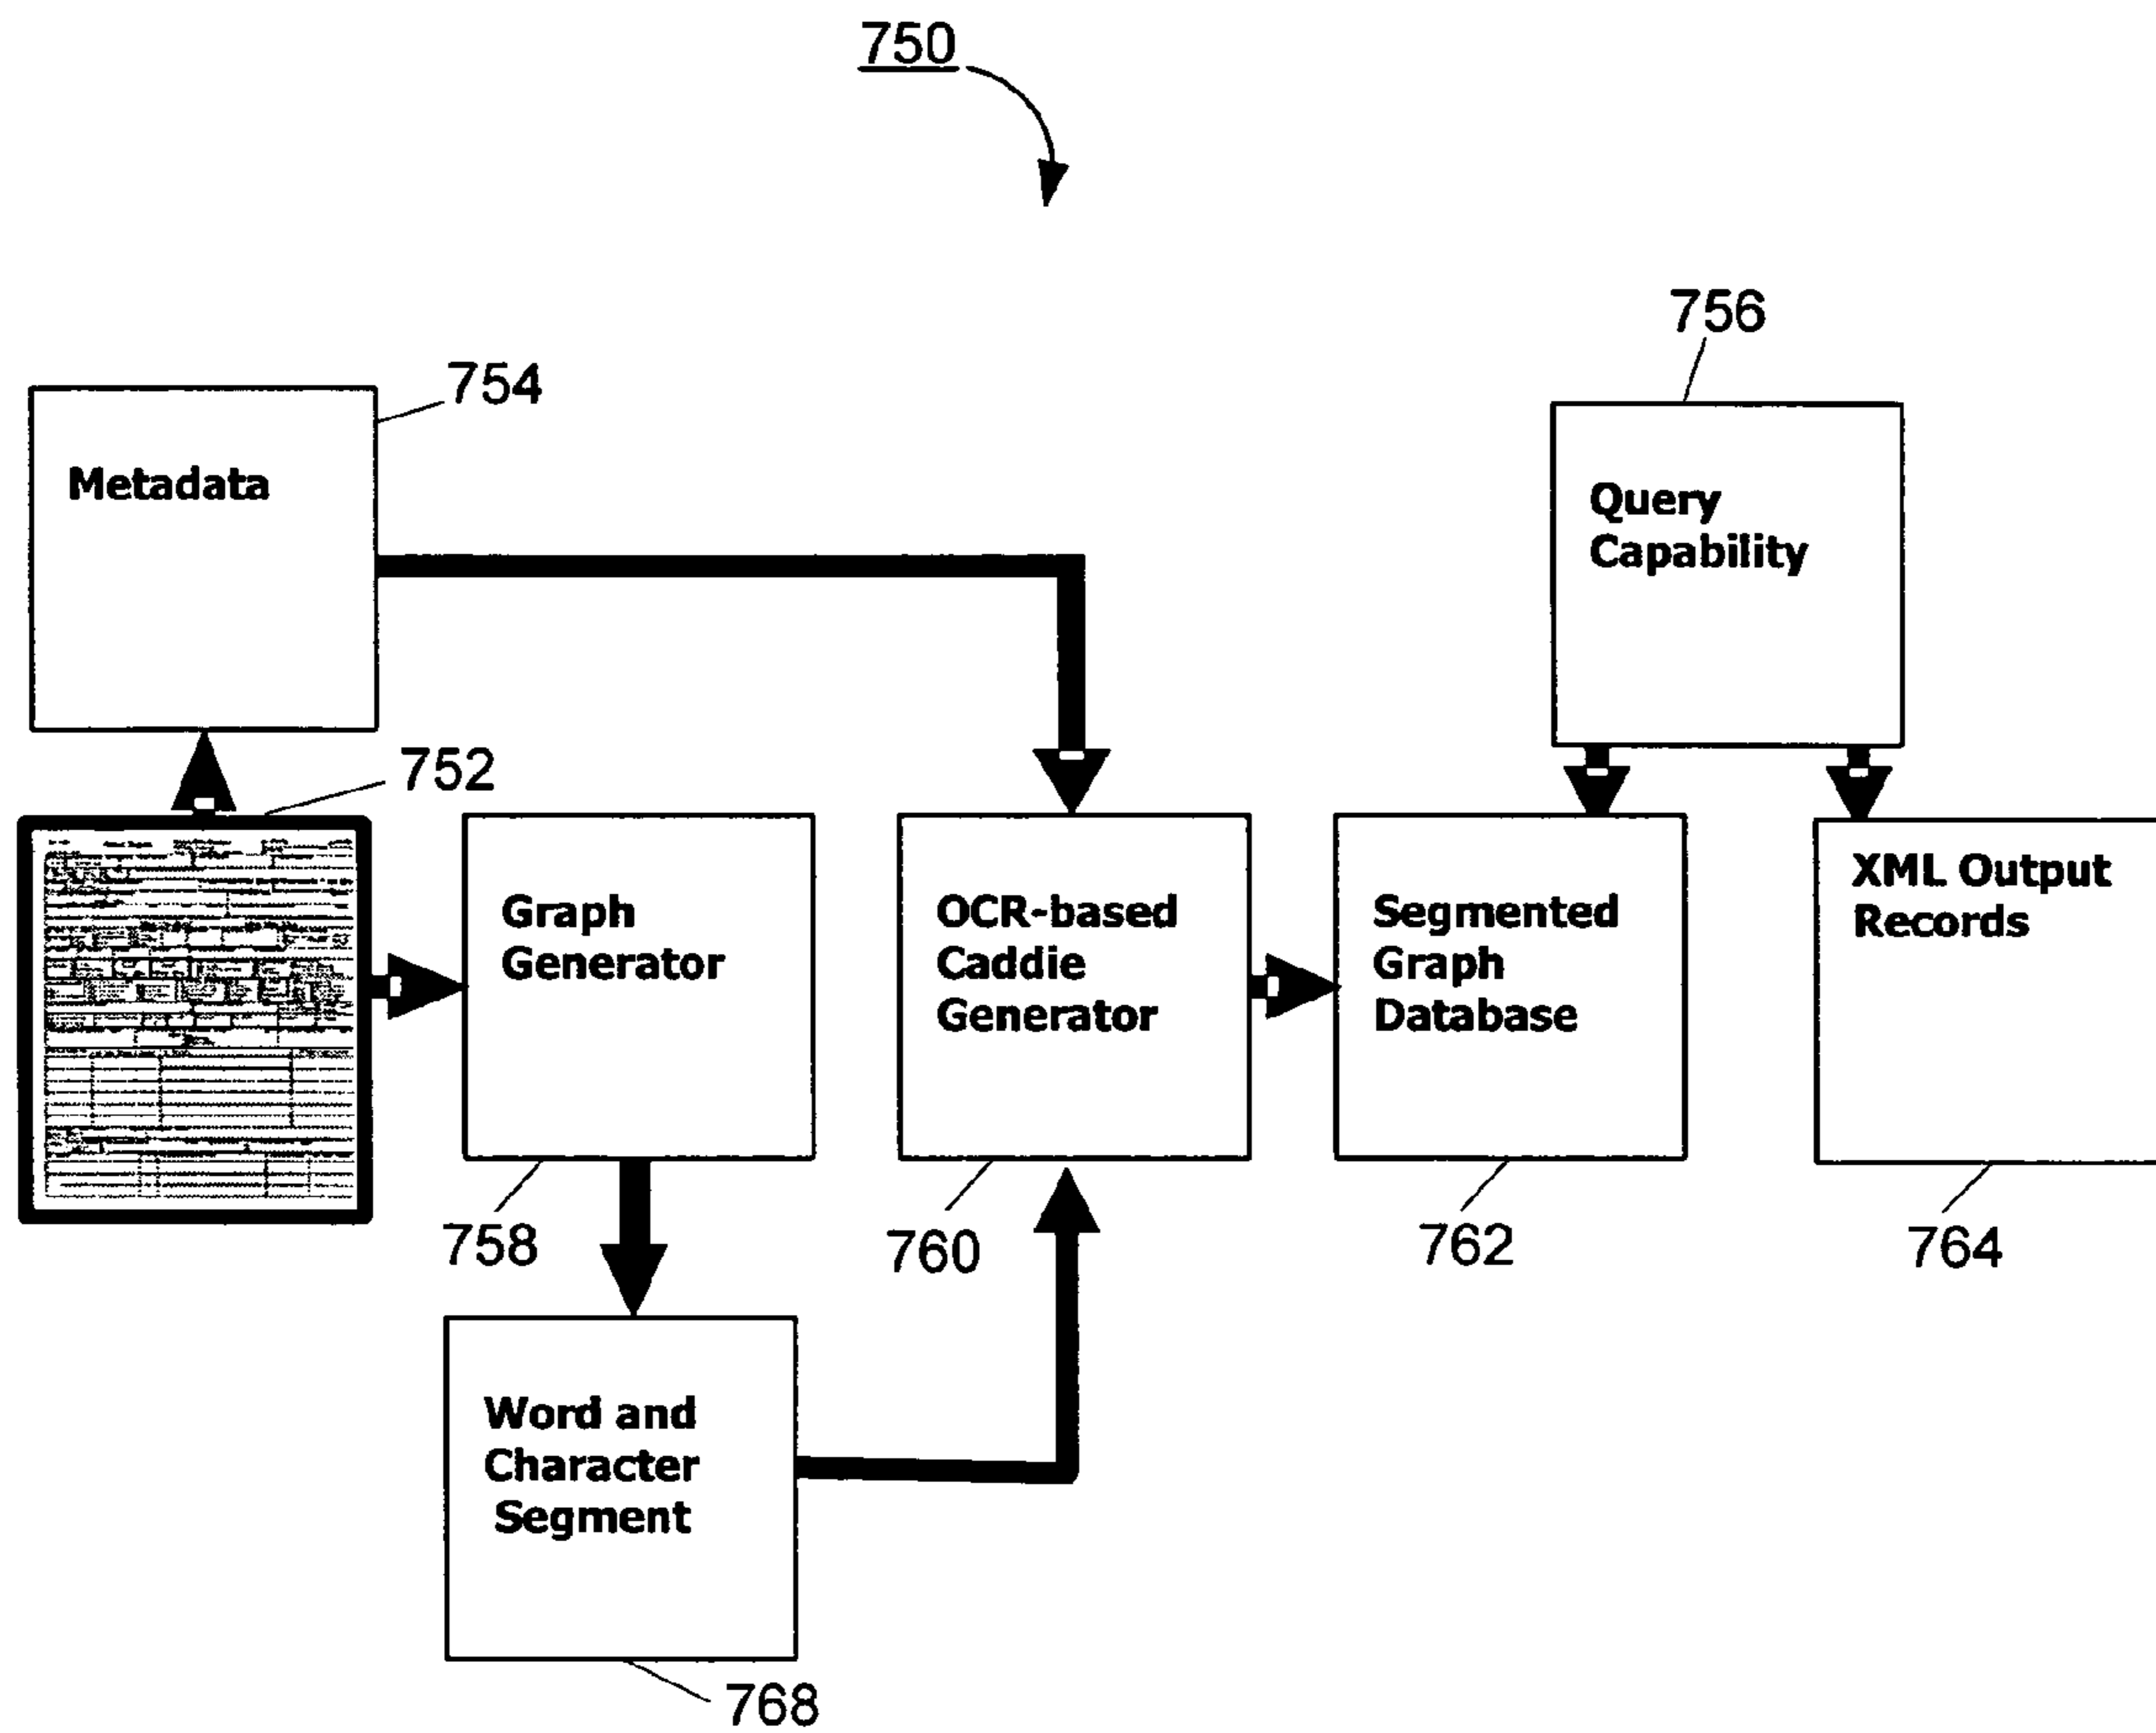 750
756
754
Metadata
Query
Capability
752
Graph
Generator
OCR-based
Caddie
Generator
Segmented
Graph
Database
XML Output
Records
758
760
762
764
Word and
Character
Segment
768